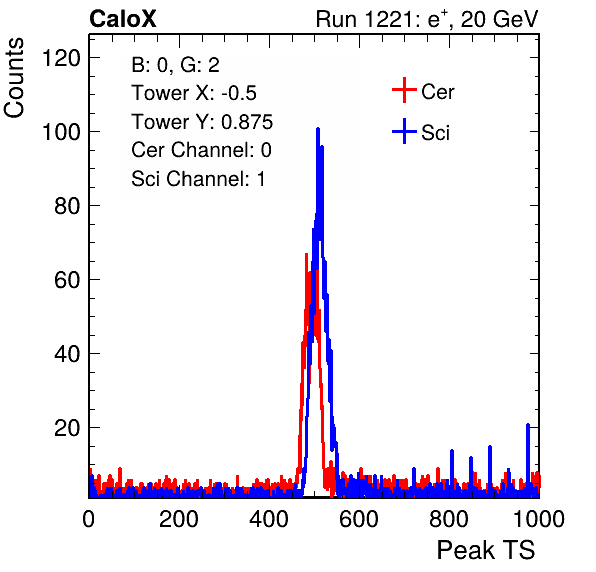 CaloX Run 1221: e⁺, 20 GeV
Counts
120
100
80
60
40
20
B: 0, G: 2
Tower X: -0.5
Tower Y: 0.875
Cer Channel: 0
Sci Channel: 1
Cer
Sci
0 200 400 600 800 1000
Peak TS